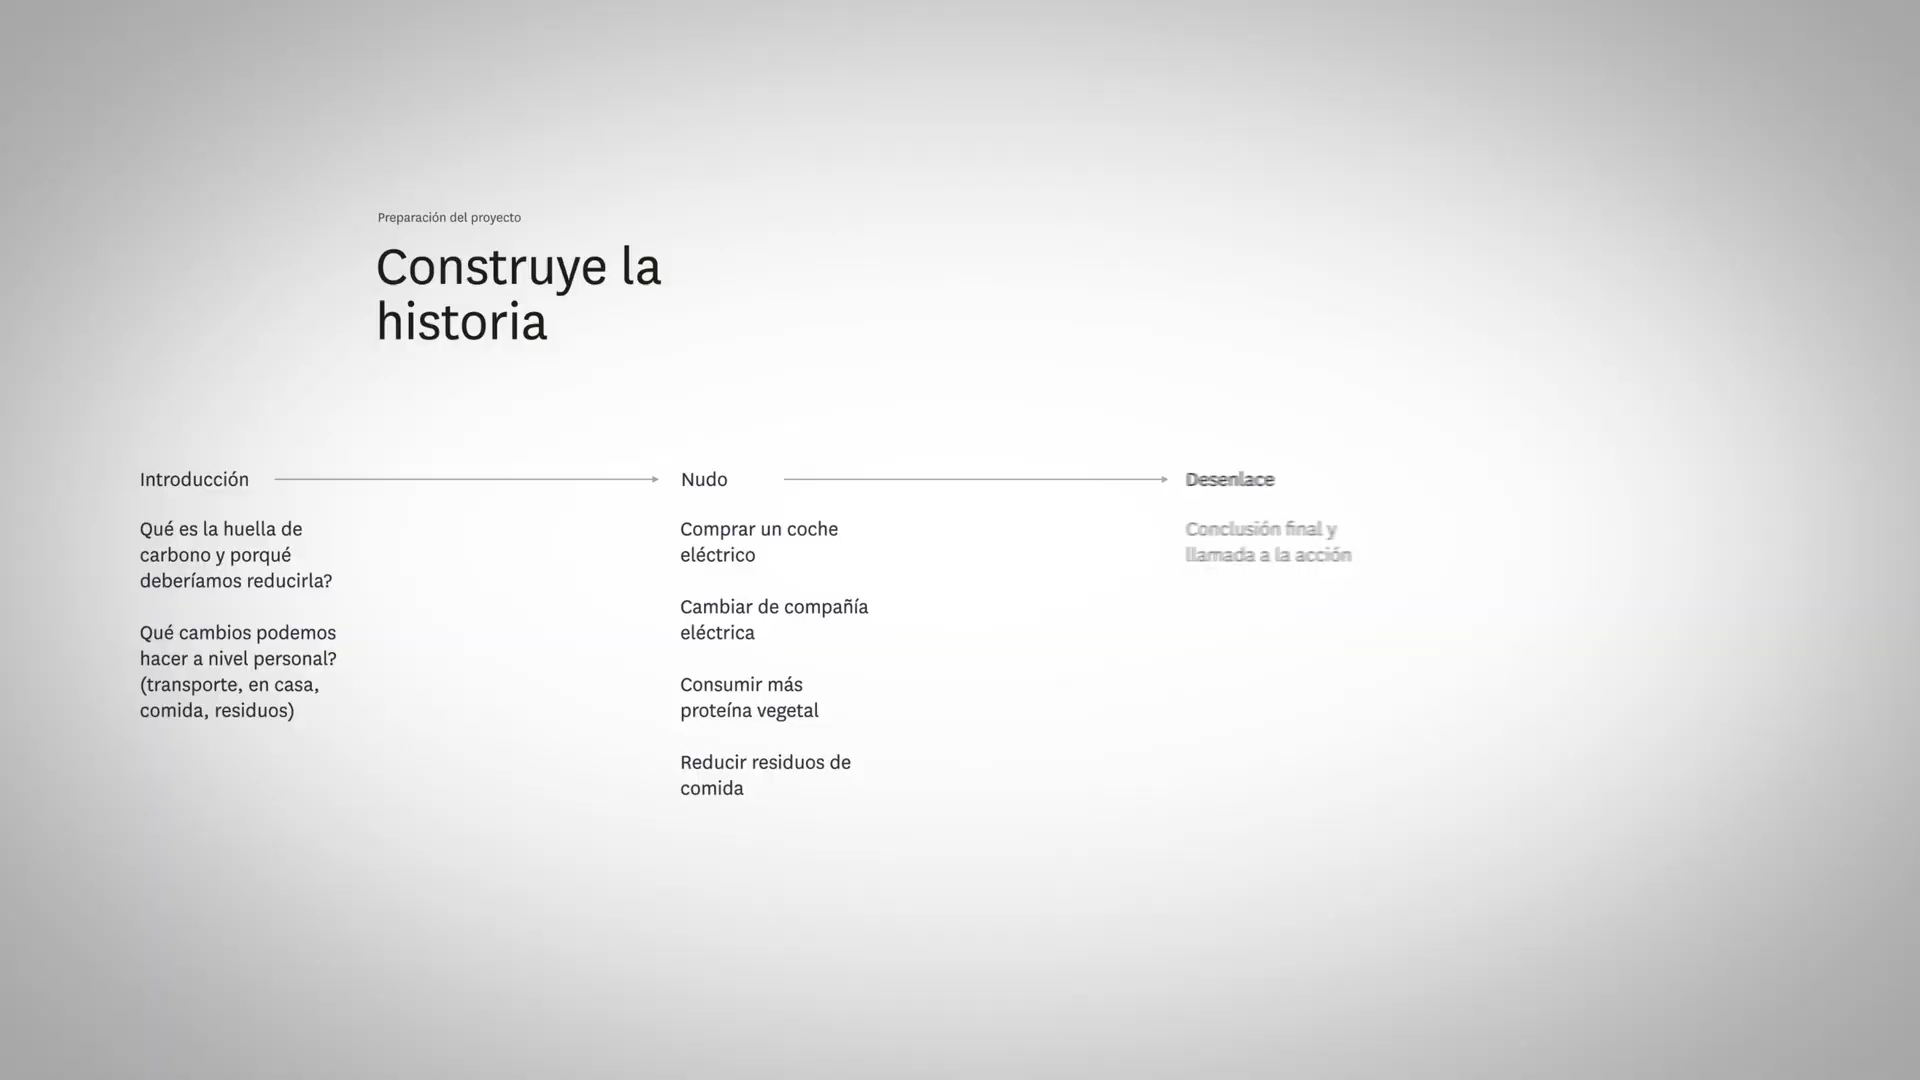 Preparación del proyecto
Construye la
historia
Introducción
Qué es la huella de
carbono y porqué
deberíamos reducirla?
Qué cambios podemos
hacer a nivel personal?
(transporte, en casa,
comida, residuos)
Nudo
Comprar un coche
eléctrico
Cambiar de compañía
eléctrica
Consumir más
proteína vegetal
Reducir residuos de
comida
Desenlace
Conclusión final y
llamada a la acción